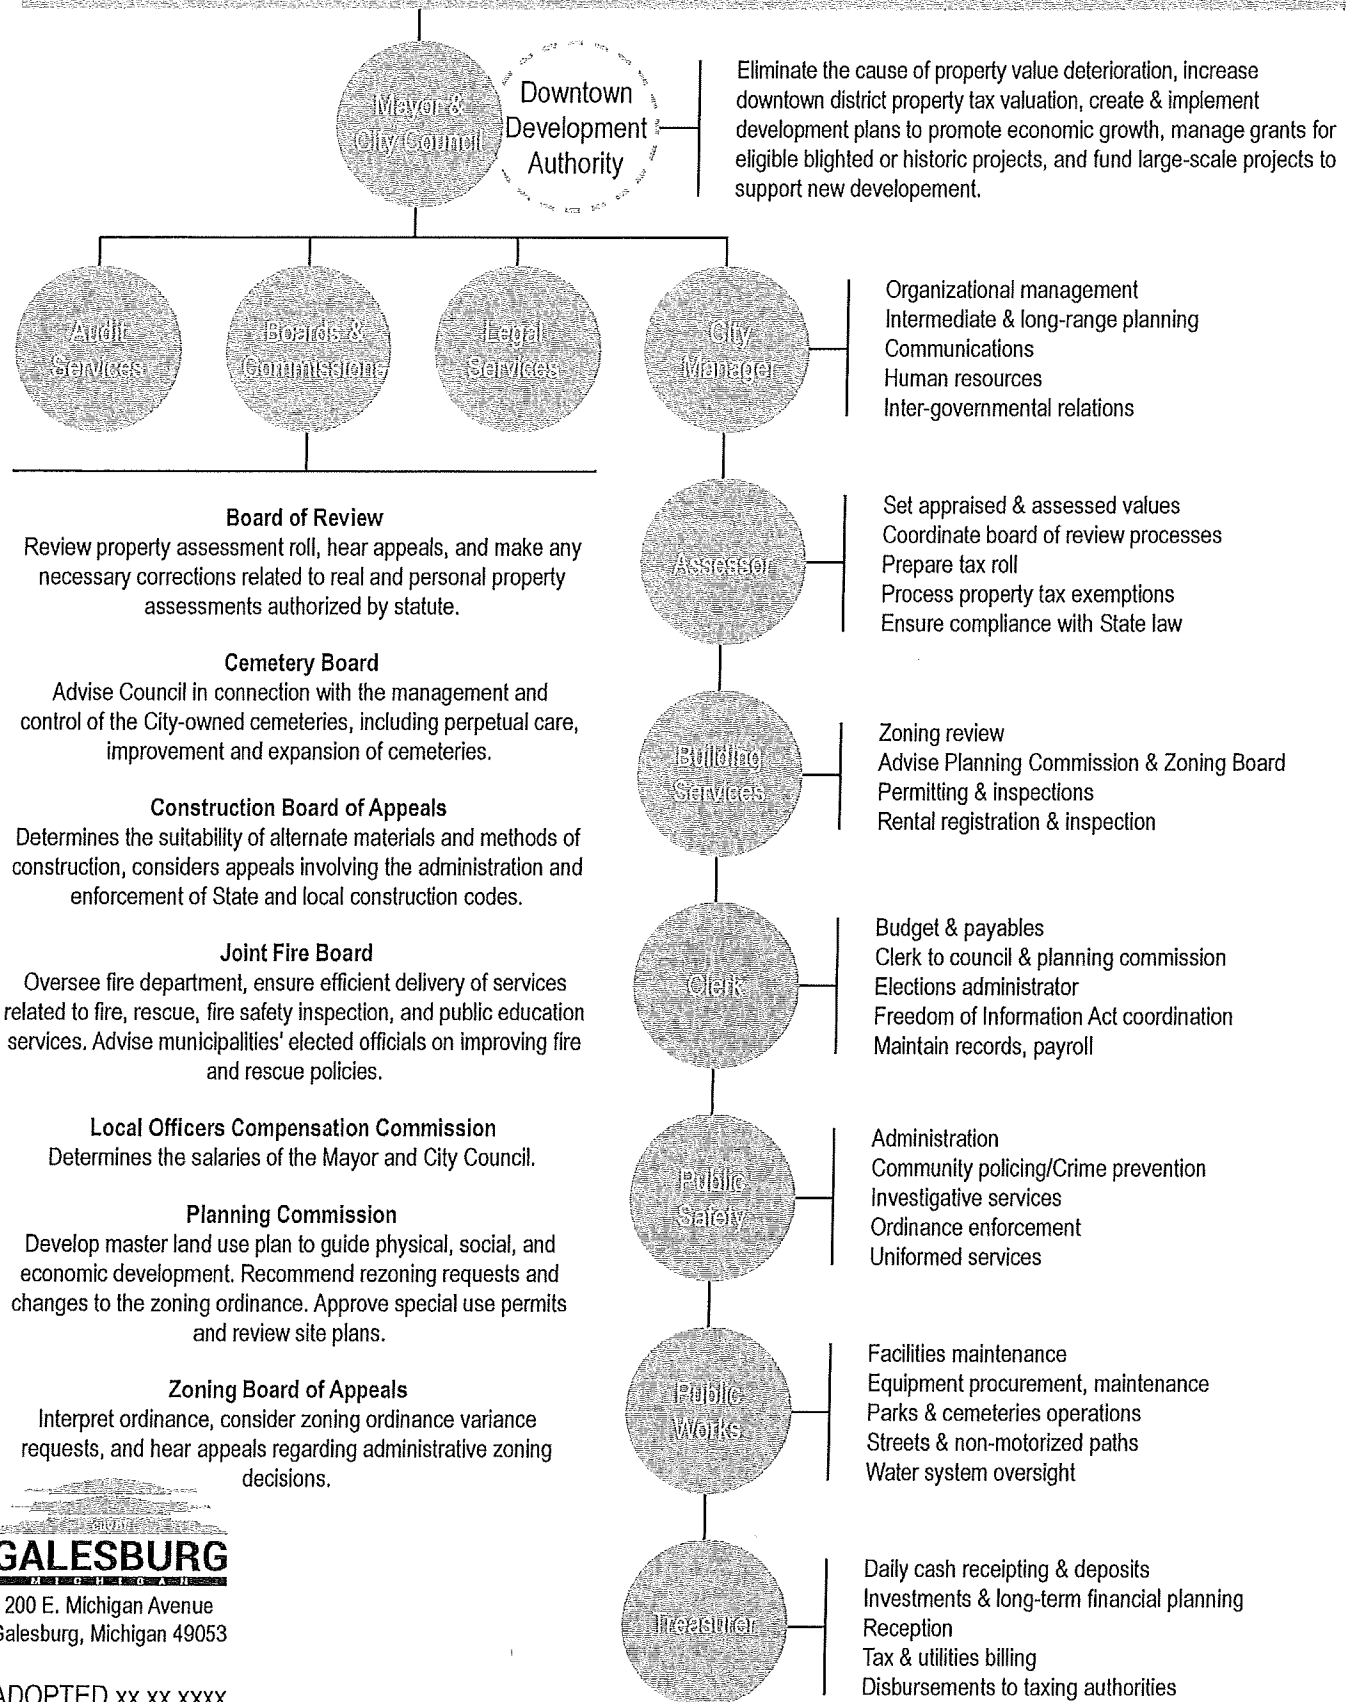 Mayor &
City Council
Downtown
Development
Authority
Eliminate the cause of property value deterioration, increase
downtown district property tax valuation, create & implement
development plans to promote economic growth, manage grants for
eligible blighted or historic projects, and fund large-scale projects to
support new developement.
Audit
Services
Boards &
Commissions
Legal
Services
City
Manager
Organizational management
Intermediate & long-range planning
Communications
Human resources
Inter-governmental relations
Board of Review
Review property assessment roll, hear appeals, and make any
necessary corrections related to real and personal property
assessments authorized by statute.
Cemetery Board
Advise Council in connection with the management and
control of the City-owned cemeteries, including perpetual care,
improvement and expansion of cemeteries.
Construction Board of Appeals
Determines the suitability of alternate materials and methods of
construction, considers appeals involving the administration and
enforcement of State and local construction codes.
Joint Fire Board
Oversee fire department, ensure efficient delivery of services
related to fire, rescue, fire safety inspection, and public education
services. Advise municipalities' elected officials on improving fire
and rescue policies.
Local Officers Compensation Commission
Determines the salaries of the Mayor and City Council.
Planning Commission
Develop master land use plan to guide physical, social, and
economic development. Recommend rezoning requests and
changes to the zoning ordinance. Approve special use permits
and review site plans.
Zoning Board of Appeals
Interpret ordinance, consider zoning ordinance variance
requests, and hear appeals regarding administrative zoning
decisions.
Assessor
Set appraised & assessed values
Coordinate board of review processes
Prepare tax roll
Process property tax exemptions
Ensure compliance with State law
Building
Services
Zoning review
Advise Planning Commission & Zoning Board
Permitting & inspections
Rental registration & inspection
Clerk
Budget & payables
Clerk to council & planning commission
Elections administrator
Freedom of Information Act coordination
Maintain records, payroll
Public
Safety
Administration
Community policing/Crime prevention
Investigative services
Ordinance enforcement
Uniformed services
Public
Works
Facilities maintenance
Equipment procurement, maintenance
Parks & cemeteries operations
Streets & non-motorized paths
Water system oversight
Treasurer
Daily cash receipting & deposits
Investments & long-term financial planning
Reception
Tax & utilities billing
Disbursements to taxing authorities
GALESBURG
MICHIGAN
200 E. Michigan Avenue
Galesburg, Michigan 49053
ADOPTED xx.xx.xxxx